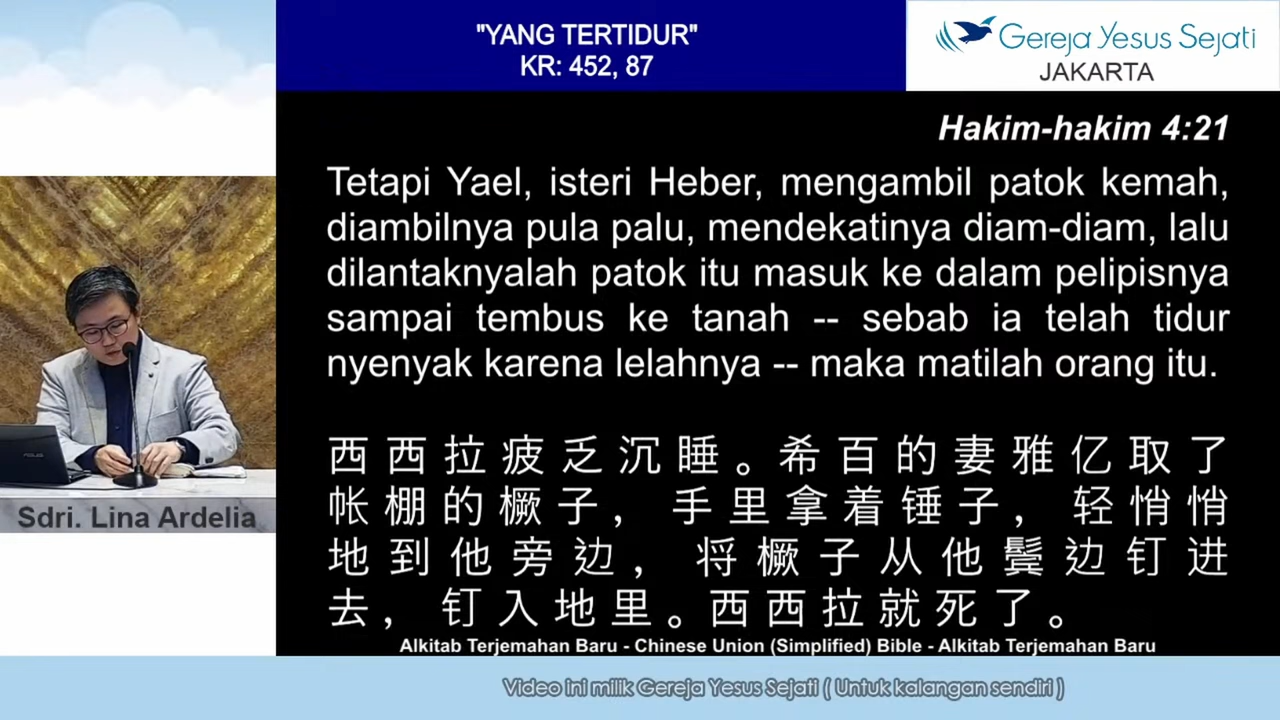 "YANG TERTIDUR"
KR: 452, 87
Gereja Yesus Sejati
JAKARTA
Hakim-hakim 4:21
Tetapi Yael, isteri Heber, mengambil patok kemah,
diambilnya pula palu, mendekatinya diam-diam, lalu
dilantaknyalah patok itu masuk ke dalam pelipisnya
sampai tembus ke tanah -- sebab ia telah tidur
nyenyak karena lelahnya -- maka matilah orang itu.
西西拉疲乏沉睡。希百的妻雅亿取了
帐棚的橛子，手里拿着锤子，轻悄悄
地到他旁边，将橛子从他鬓边钉进
去，钉入地里。西西拉就死了。
Alkitab Terjemahan Baru - Chinese Union (Simplified) Bible - Alkitab Terjemahan Baru
ASUS
Sdri. Lina Ardelia
Video ini milik Gereja Yesus Sejati ( Untuk kalangan sendiri )